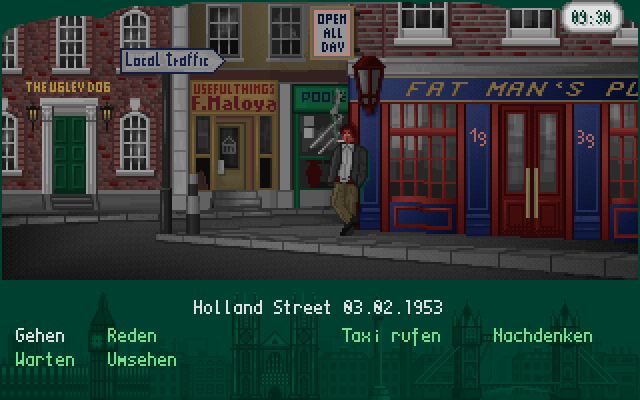 09:30
OPEN
ALL
DAY
Local traffic
THE UGLEY DOG
USEFUL THINGS
F.Maloya
POO
FAT MAN'S
19
39
Holland Street 03.02.1953
Gehen Reden Taxi rufen Nachdenken
Warten Umsehen